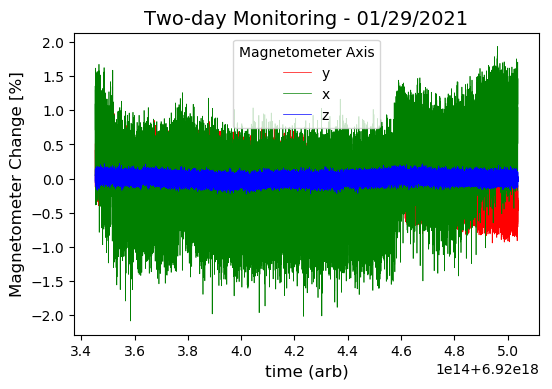 Two-day Monitoring - 01/29/2021
Magnetometer Change [%]
2.0
1.5
1.0
0.5
0.0
−0.5
−1.0
−1.5
−2.0
Magnetometer Axis
y
x
z
3.4
3.6
3.8
4.0
4.2
4.4
4.6
4.8
5.0
1e14+6.92e18
time (arb)